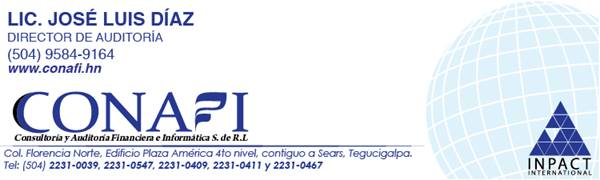 LIC. JOSÉ LUIS DÍAZ
DIRECTOR DE AUDITORÍA
(504) 9584-9164
www.conafi.hn
CONAFI
Consultoría y Auditoría Financiera e Informática S. de R.L
Col. Florencia Norte, Edificio Plaza América 4to nivel, contiguo a Sears, Tegucigalpa.
Tel: (504) 2231-0039, 2231-0547, 2231-0409, 2231-0411 y 2231-0467
INPACT
INTERNATIONAL